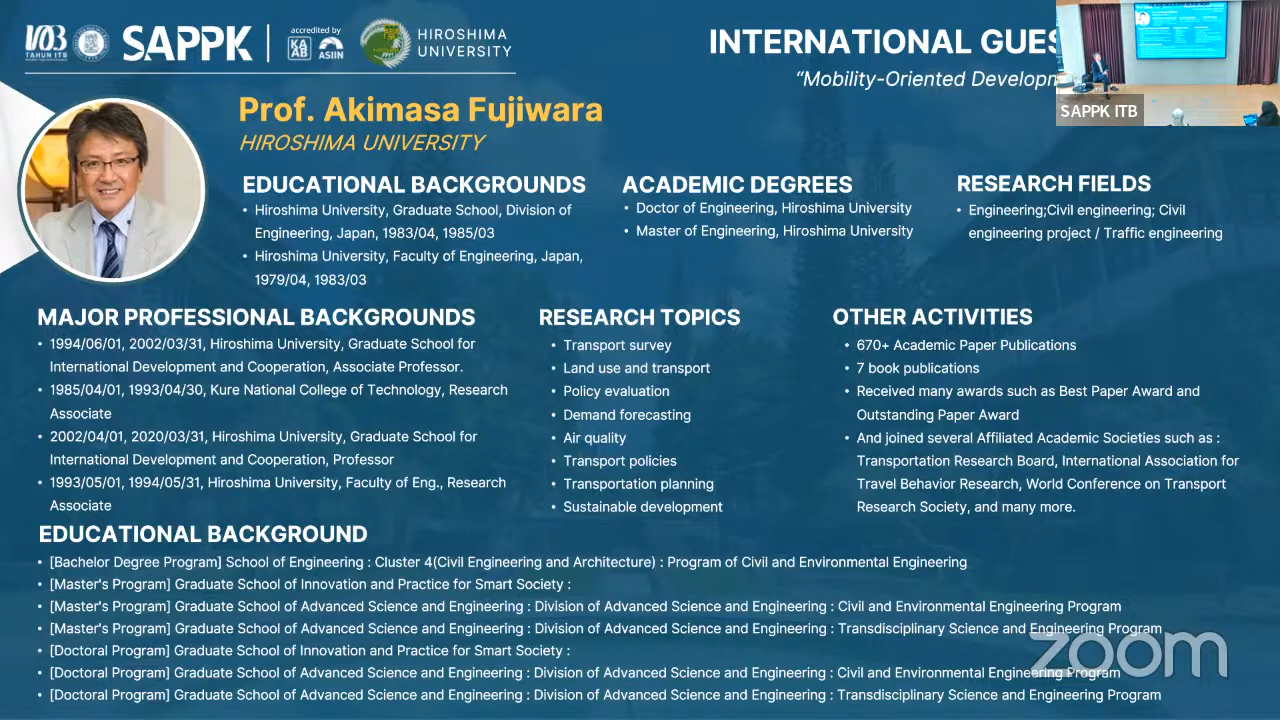 103
TAHUN ITB
SAPPK
accredited by
KA
AB
ASIIN
HIROSHIMA
UNIVERSITY
INTERNATIONAL GUES
“Mobility-Oriented Developm
SAPPK ITB
Prof. Akimasa Fujiwara
HIROSHIMA UNIVERSITY
EDUCATIONAL BACKGROUNDS
• Hiroshima University, Graduate School, Division of
Engineering, Japan, 1983/04, 1985/03
• Hiroshima University, Faculty of Engineering, Japan,
1979/04, 1983/03
ACADEMIC DEGREES
• Doctor of Engineering, Hiroshima University
• Master of Engineering, Hiroshima University
RESEARCH FIELDS
• Engineering;Civil engineering; Civil
engineering project / Traffic engineering
MAJOR PROFESSIONAL BACKGROUNDS
• 1994/06/01, 2002/03/31, Hiroshima University, Graduate School for
International Development and Cooperation, Associate Professor.
• 1985/04/01, 1993/04/30, Kure National College of Technology, Research
Associate
• 2002/04/01, 2020/03/31, Hiroshima University, Graduate School for
International Development and Cooperation, Professor
• 1993/05/01, 1994/05/31, Hiroshima University, Faculty of Eng., Research
Associate
RESEARCH TOPICS
• Transport survey
• Land use and transport
• Policy evaluation
• Demand forecasting
• Air quality
• Transport policies
• Transportation planning
• Sustainable development
OTHER ACTIVITIES
• 670+ Academic Paper Publications
• 7 book publications
• Received many awards such as Best Paper Award and
Outstanding Paper Award
• And joined several Affiliated Academic Societies such as :
Transportation Research Board, International Association for
Travel Behavior Research, World Conference on Transport
Research Society, and many more.
EDUCATIONAL BACKGROUND
• [Bachelor Degree Program] School of Engineering : Cluster 4(Civil Engineering and Architecture) : Program of Civil and Environmental Engineering
• [Master's Program] Graduate School of Innovation and Practice for Smart Society :
• [Master's Program] Graduate School of Advanced Science and Engineering : Division of Advanced Science and Engineering : Civil and Environmental Engineering Program
• [Master's Program] Graduate School of Advanced Science and Engineering : Division of Advanced Science and Engineering : Transdisciplinary Science and Engineering Program
• [Doctoral Program] Graduate School of Innovation and Practice for Smart Society :
• [Doctoral Program] Graduate School of Advanced Science and Engineering : Division of Advanced Science and Engineering : Civil and Environmental Engineering Program
• [Doctoral Program] Graduate School of Advanced Science and Engineering : Division of Advanced Science and Engineering : Transdisciplinary Science and Engineering Program
zoom